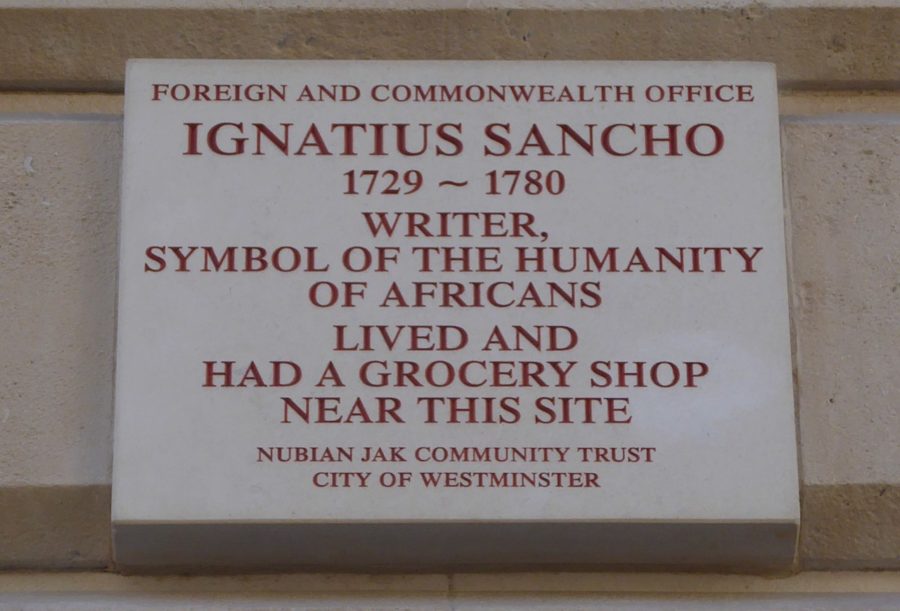 FOREIGN AND COMMONWEALTH OFFICE
IGNATIUS SANCHO
1729 ~ 1780
WRITER,
SYMBOL OF THE HUMANITY
OF AFRICANS
LIVED AND
HAD A GROCERY SHOP
NEAR THIS SITE
NUBIAN JAK COMMUNITY TRUST
CITY OF WESTMINSTER